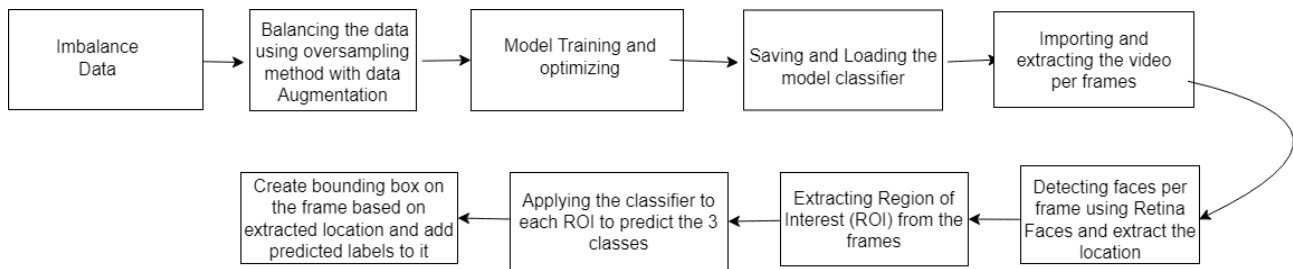 Imbalance
Data
Balancing the data
using oversampling
method with data
Augmentation
Model Training and
optimizing
Saving and Loading the
model classifier
Importing and
extracting the video
per frames
Detecting faces per
frame using Retina
Faces and extract the
location
Extracting Region of
Interest (ROI) from the
frames
Applying the classifier to
each ROI to predict the 3
classes
Create bounding box on
the frame based on
extracted location and add
predicted labels to it